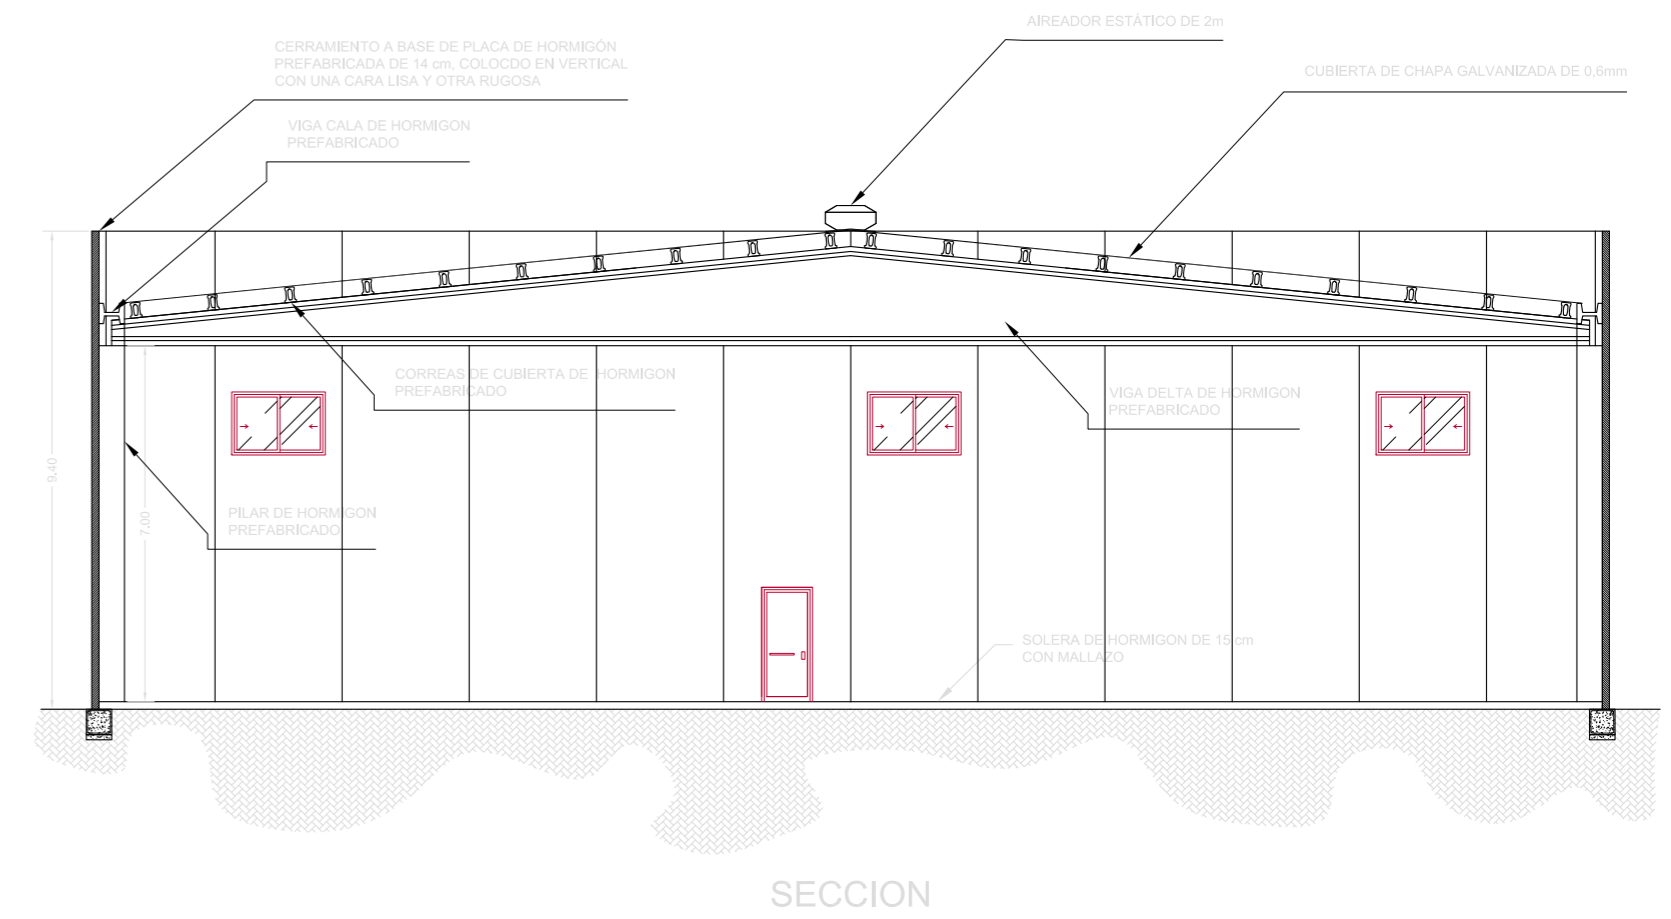 AIREADOR ESTÁTICO DE 2m
CERRAMIENTO A BASE DE PLACA DE HORMIGÓN
PREFABRICADA DE 14 cm, COLOCDO EN VERTICAL
CON UNA CARA LISA Y OTRA RUGOSA
CUBIERTA DE CHAPA GALVANIZADA DE 0,6mm
VIGA CALA DE HORMIGON
PREFABRICADO
CORREAS DE CUBIERTA DE HORMIGON
PREFABRICADO
VIGA DELTA DE HORMIGON
PREFABRICADO
9.40
7.00
PILAR DE HORMIGON
PREFABRICADO
SOLERA DE HORMIGON DE 15 cm
CON MALLAZO
SECCION